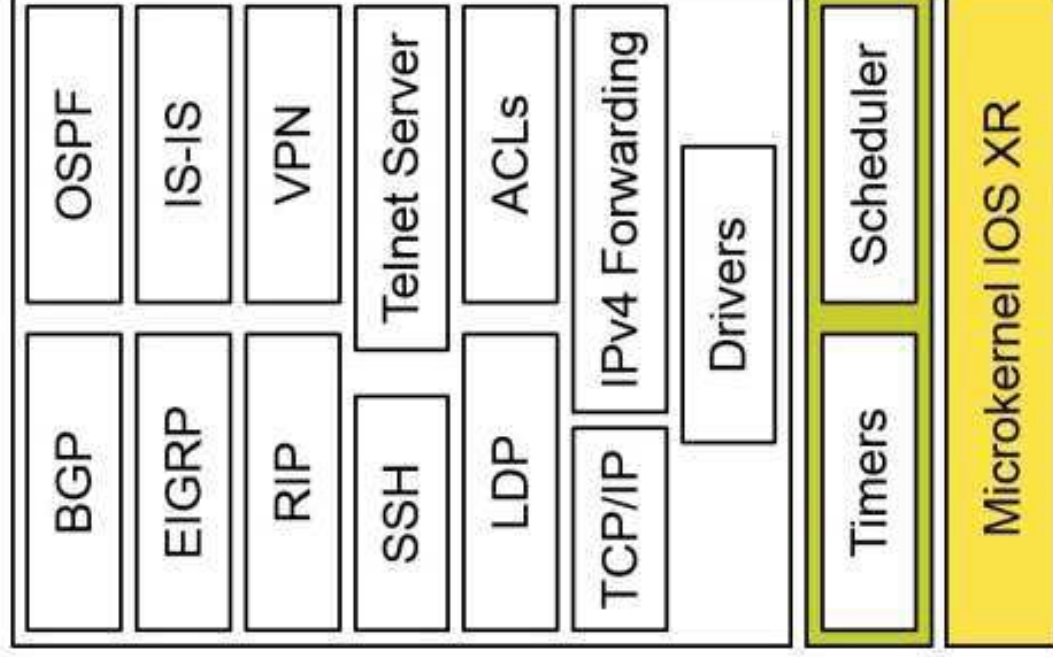 BGP
OSPF
EIGRP
IS-IS
RIP
VPN
SSH
Telnet Server
LDP
ACLs
TCP/IP
IPv4 Forwarding
Drivers
Timers
Scheduler
Microkernel IOS XR